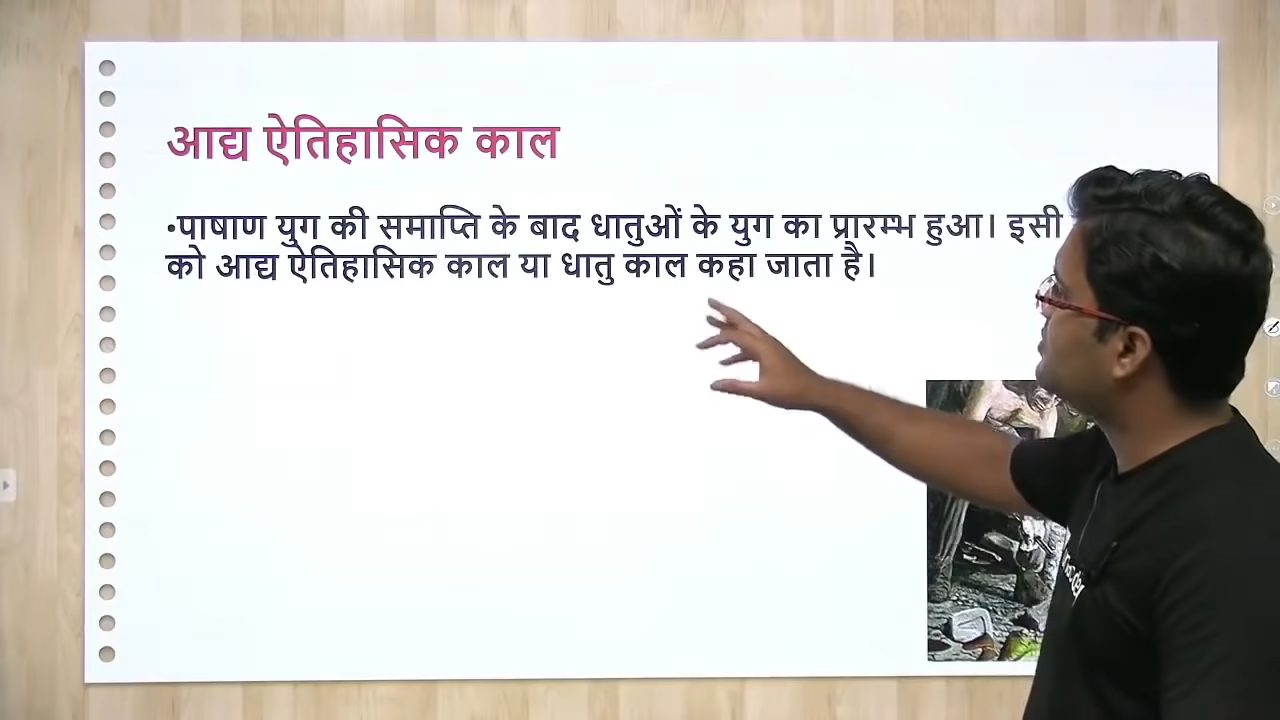 आद्य ऐतिहासिक काल
•पाषाण युग की समाप्ति के बाद धातुओं के युग का प्रारम्भ हुआ। इसी
को आद्य ऐतिहासिक काल या धातु काल कहा जाता है।